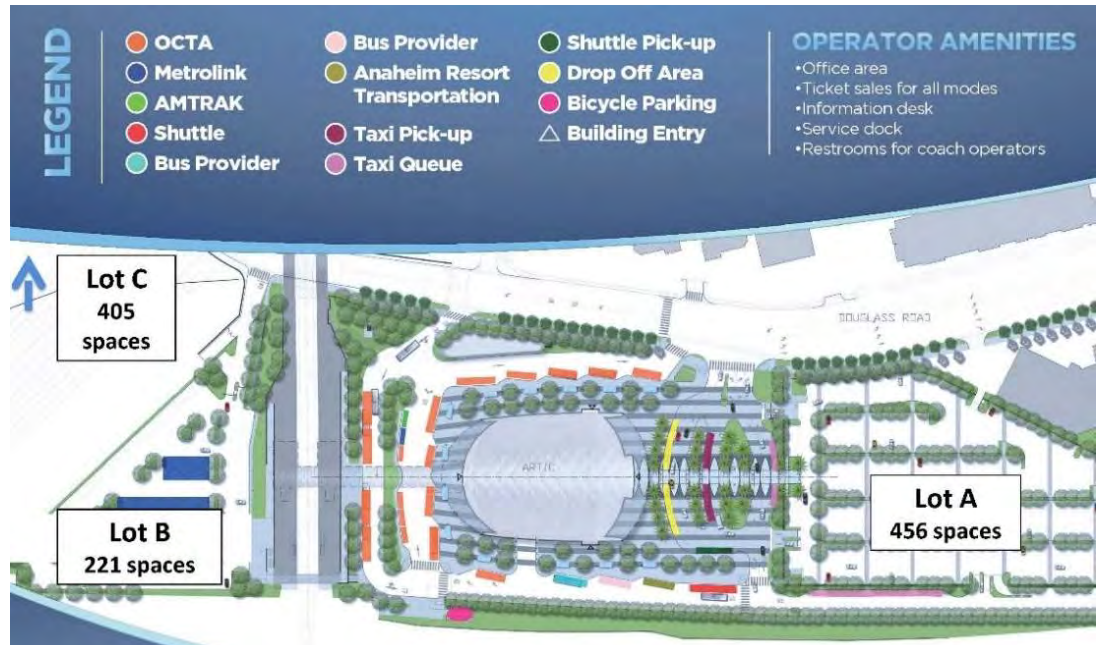 LEGEND
OCTA
Metrolink
AMTRAK
Shuttle
Bus Provider
Bus Provider
Anaheim Resort
Transportation
Taxi Pick-up
Taxi Queue
Shuttle Pick-up
Drop Off Area
Bicycle Parking
Building Entry
OPERATOR AMENITIES
•Office area
•Ticket sales for all modes
•Information desk
•Service dock
•Restrooms for coach operators
Lot C
405
spaces
DOUGLASS ROAD
ARTIC
Lot A
456 spaces
Lot B
221 spaces